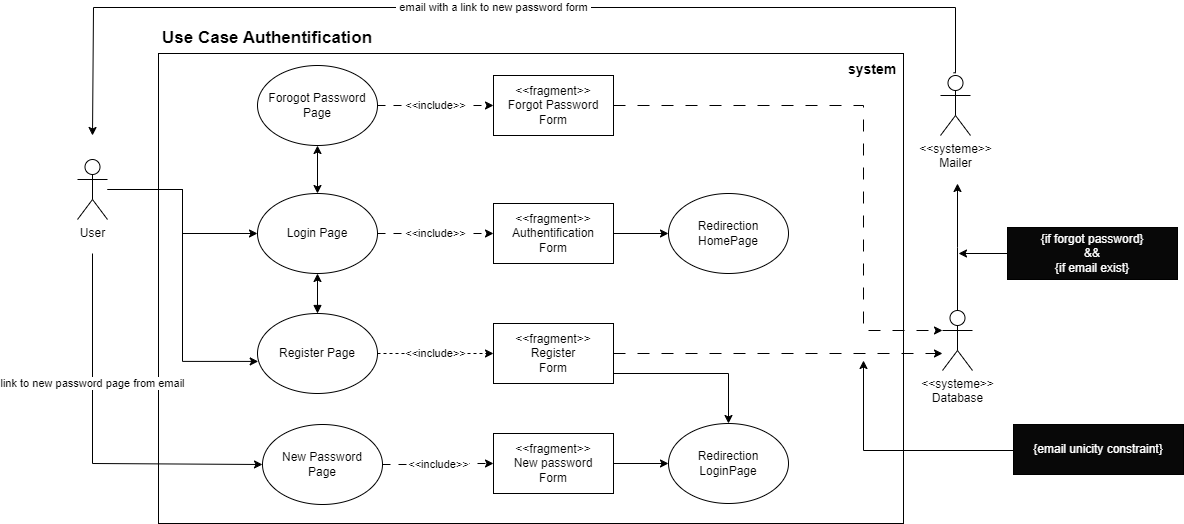 email with a link to new password form
Use Case Authentification
system
Forogot Password
Page
<<include>>
<<fragment>>
Forgot Password
Form
<<systeme>>
Mailer
User
Login Page
<<include>>
<<fragment>>
Authentification
Form
Redirection
HomePage
{if forgot password}
&&
{if email exist}
Register Page
<<include>>
<<fragment>>
Register
Form
<<systeme>>
Database
link to new password page from email
New Password
Page
<<include>>
<<fragment>>
New password
Form
Redirection
LoginPage
{email unicity constraint}